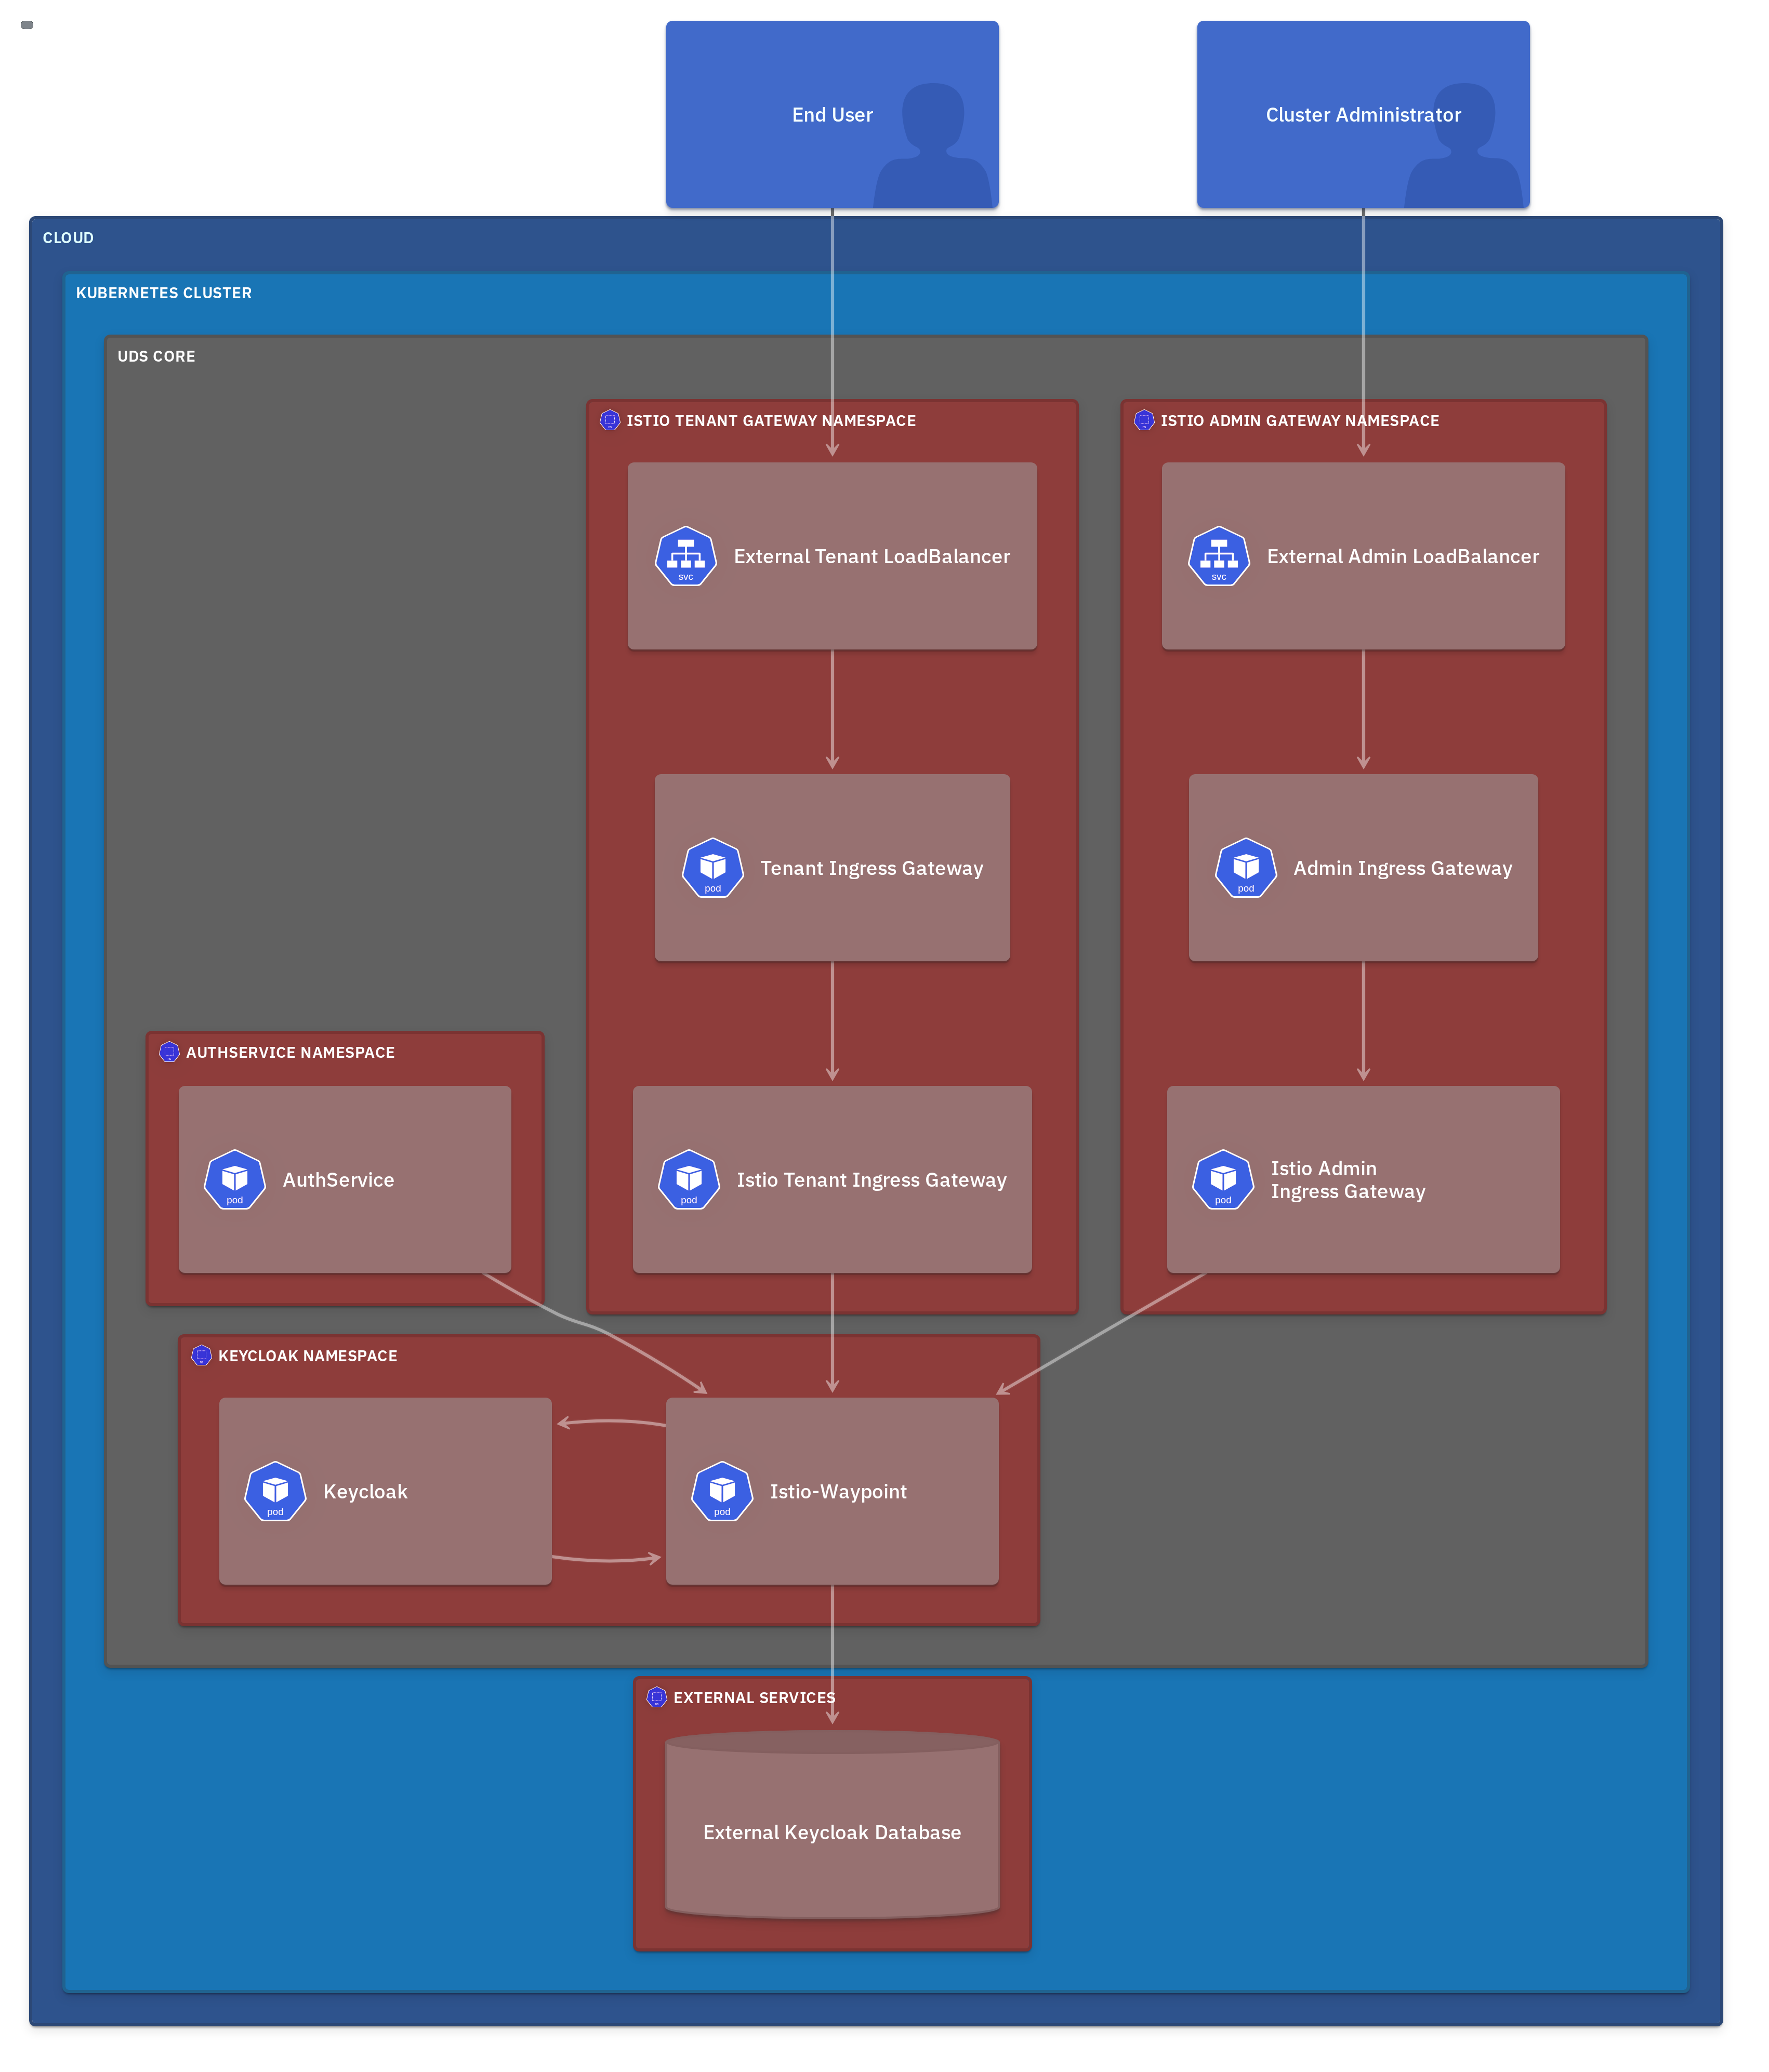 End User
Cluster Administrator
CLOUD
KUBERNETES CLUSTER
UDS CORE
ISTIO TENANT GATEWAY NAMESPACE
ISTIO ADMIN GATEWAY NAMESPACE
svc
External Tenant LoadBalancer
svc
External Admin LoadBalancer
pod
Tenant Ingress Gateway
pod
Admin Ingress Gateway
AUTHSERVICE NAMESPACE
pod
AuthService
pod
Istio Tenant Ingress Gateway
pod
Istio Admin
Ingress Gateway
KEYCLOAK NAMESPACE
pod
Keycloak
pod
Istio-Waypoint
EXTERNAL SERVICES
External Keycloak Database